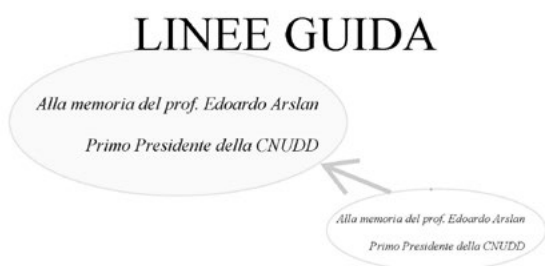 LINEE GUIDA
Alla memoria del prof. Edoardo Arslan
Primo Presidente della CNUDD
Alla memoria del prof. Edoardo Arslan
Primo Presidente della CNUDD